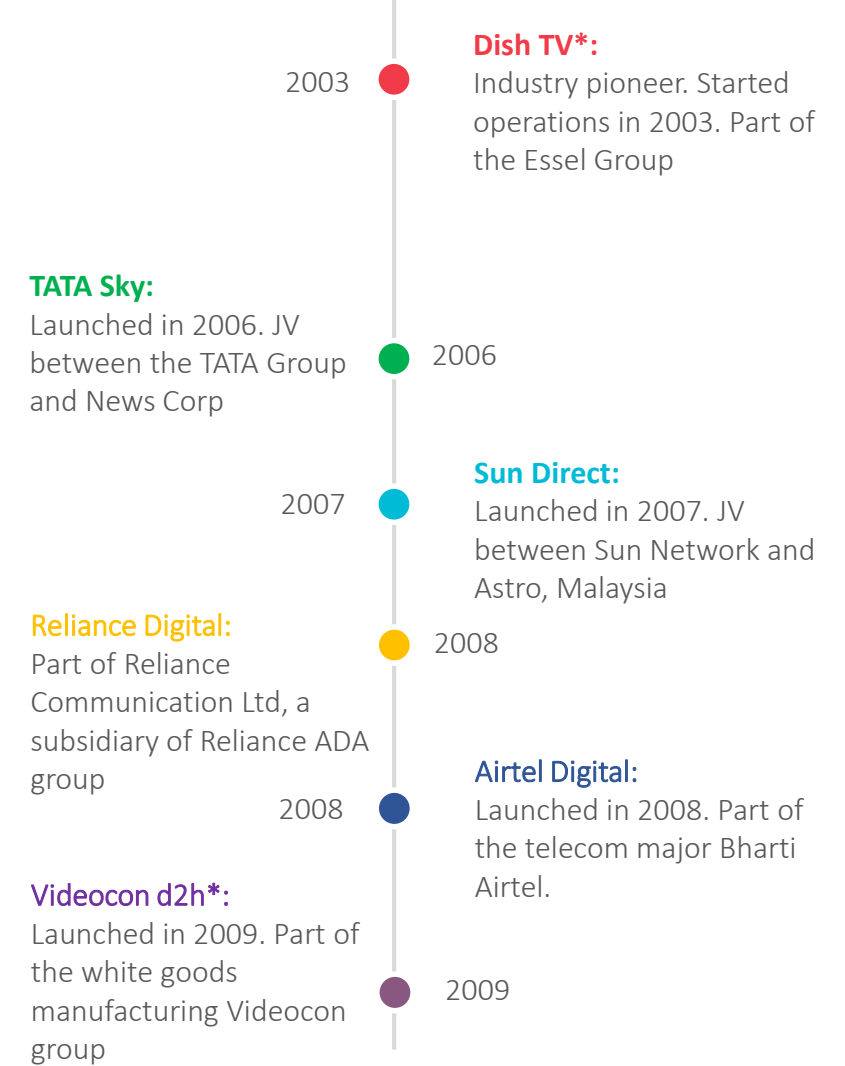 Dish TV*:
2003
Industry pioneer. Started
operations in 2003. Part of
the Essel Group
TATA Sky:
Launched in 2006. JV
between the TATA Group
and News Corp
2006
Sun Direct:
2007
Launched in 2007. JV
between Sun Network and
Astro, Malaysia
Reliance Digital:
2008
Part of Reliance
Communication Ltd, a
subsidiary of Reliance ADA
group
Airtel Digital:
2008
Launched in 2008. Part of
the telecom major Bharti
Airtel.
Videocon d2h*:
Launched in 2009. Part of
the white goods
manufacturing Videocon
group
2009